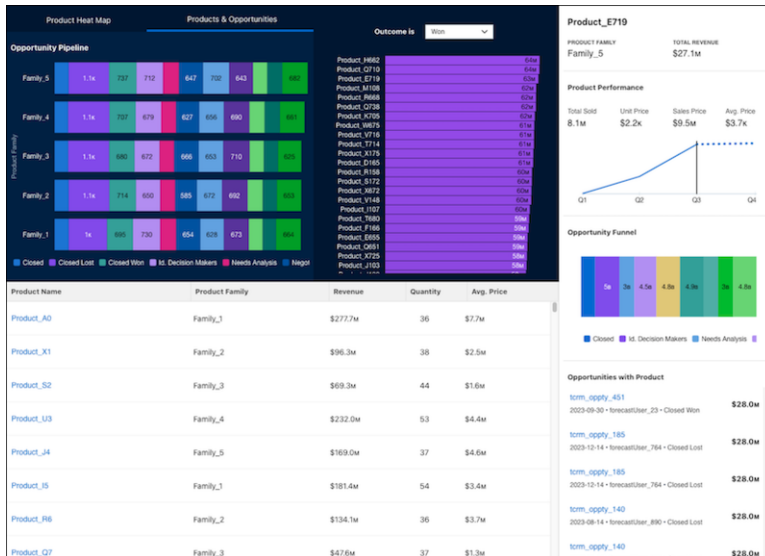 Product Heat Map
Products & Opportunities
Opportunity Pipeline
Product Family
Family_5 1.1K 737 712 647 702 643 682
Family_4 1.1K 707 679 627 656 690
Family_3 1.1K 680 672 666 653 710 625
Family_2 1.1K 714 650 585 672 692
Family_1 1K 695 730 654 628 673 664
Closed Closed Lost Closed Won Id. Decision Makers Needs Analysis Negot
Outcome is Won
Product_H662 64M
Product_Q710 64M
Product_E719 63M
Product_M108 62M
Product_R668 62M
Product_Q738 62M
Product_K705 62M
Product_W675 61M
Product_V716 61M
Product_T714 61M
Product_X175 61M
Product_D165 61M
Product_R158 60M
Product_S172 60M
Product_X672 60M
Product_V148 60M
Product_I107 60M
Product_T680 59M
Product_F166 59M
Product_E655 59M
Product_Q651 59M
Product_X725 58M
Product_J103 58M
Product Name Product Family Revenue Quantity Avg. Price
Product_A0 Family_1 $277.7M 36 $7.7M
Product_X1 Family_2 $96.3M 38 $2.5M
Product_S2 Family_3 $69.3M 44 $1.6M
Product_U3 Family_4 $232.0M 53 $4.4M
Product_J4 Family_5 $169.0M 37 $4.6M
Product_I5 Family_1 $181.4M 54 $3.4M
Product_R6 Family_2 $134.1M 36 $3.7M
Product_Q7 Family_3 $47.6M 37 $1.3M
Product_E719
PRODUCT FAMILY TOTAL REVENUE
Family_5 $27.1M
Product Performance
Total Sold Unit Price Sales Price Avg. Price
8.1M $2.2K $9.5M $3.7K
Q1 Q2 Q3 Q4
Opportunity Funnel
5B 3B 4.5B 4.8B 4.9B 3B 4.8B
Closed Id. Decision Makers Needs Analysis
Opportunities with Product
tcrm_oppty_451
2023-09-30 • forecastUser_23 • Closed Won
$28.0M
tcrm_oppty_185
2023-12-14 • forecastUser_764 • Closed Lost
$28.0M
tcrm_oppty_185
2023-12-14 • forecastUser_764 • Closed Lost
$28.0M
tcrm_oppty_140
2023-08-14 • forecastUser_890 • Closed Lost
$28.0M
tcrm_oppty_140
$28.0M